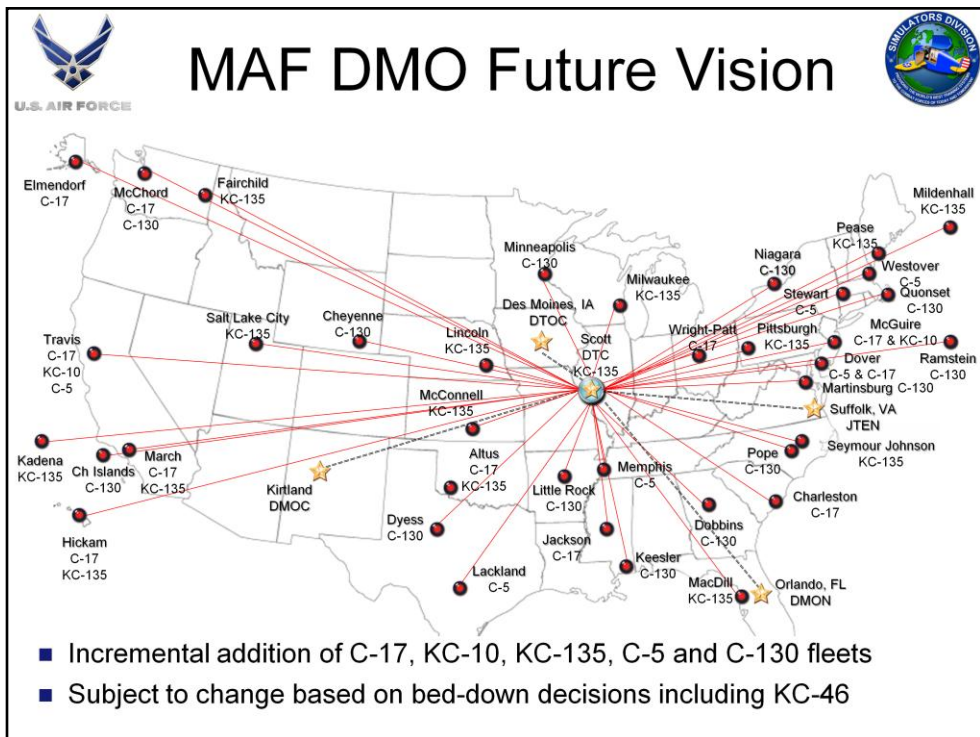 MAF DMO Future Vision
U.S. AIR FORCE
SIMULATORS DIVISION
Elmendorf
C-17
McChord
C-17
C-130
Fairchild
KC-135
Mildenhall
KC-135
Pease
KC-135
Minneapolis
C-130
Niagara
C-130
Westover
C-5
Milwaukee
KC-135
Stewart
C-5
Quonset
C-130
Des Moines, IA
DTOC
Salt Lake City
KC-135
Cheyenne
C-130
Lincoln
KC-135
Scott
DTC
KC-135
Wright-Patt
C-17
Pittsburgh
KC-135
McGuire
C-17 & KC-10
Travis
C-17
KC-10
C-5
Dover
C-5 & C-17
Ramstein
C-130
Martinsburg C-130
McConnell
KC-135
Suffolk, VA
JTEN
Kadena
KC-135
Ch Islands
C-130
March
C-17
KC-135
Kirtland
DMOC
Altus
C-17
KC-135
Little Rock
C-130
Memphis
C-5
Pope
C-130
Seymour Johnson
KC-135
Charleston
C-17
Hickam
C-17
KC-135
Dyess
C-130
Jackson
C-17
Dobbins
C-130
Keesler
C-130
Lackland
C-5
MacDill
KC-135
Orlando, FL
DMON
Incremental addition of C-17, KC-10, KC-135, C-5 and C-130 fleets
Subject to change based on bed-down decisions including KC-46